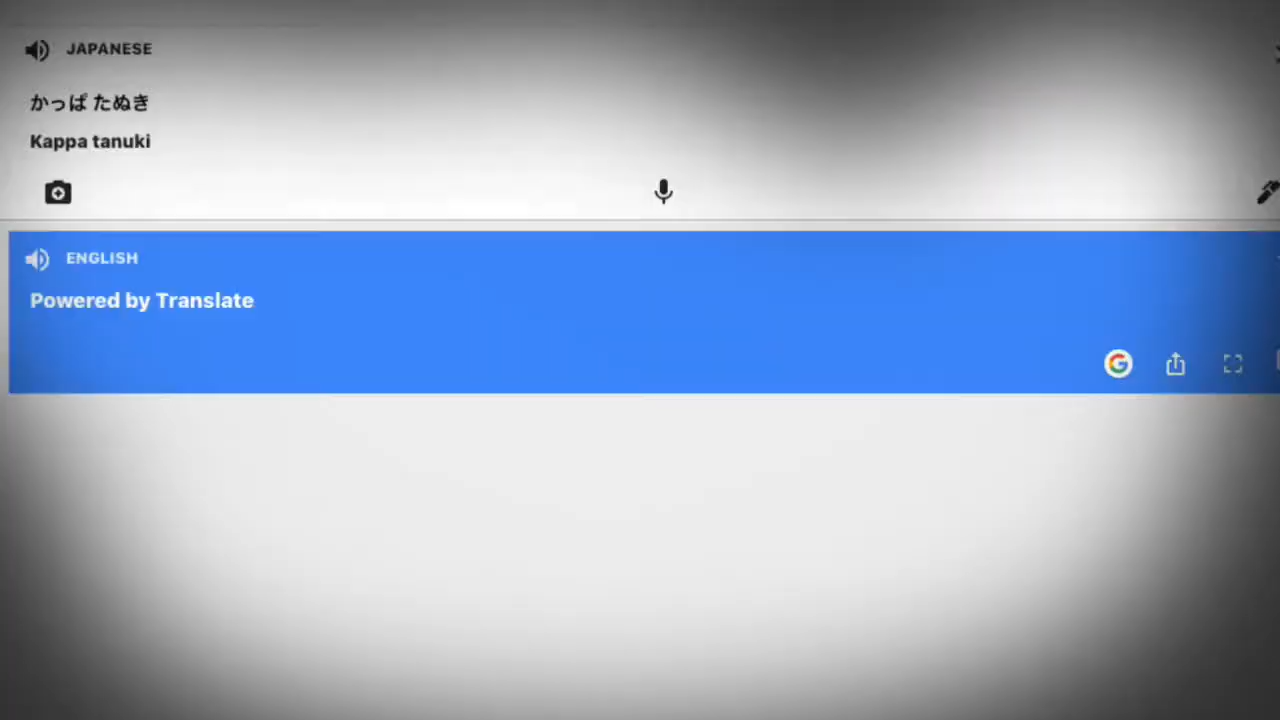 JAPANESE
かっぱ たぬき
Kappa tanuki
ENGLISH
Powered by Translate